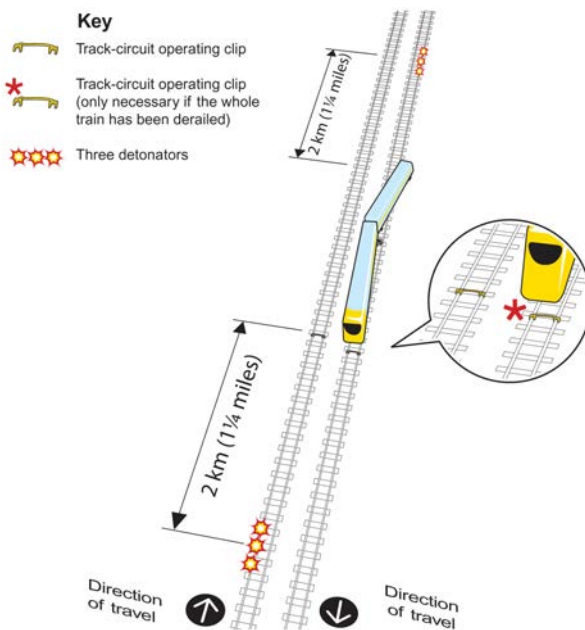 Key
Track-circuit operating clip
Track-circuit operating clip
(only necessary if the whole
train has been derailed)
Three detonators
2 km (1¼ miles)
2 km (1¼ miles)
Direction
of travel
Direction
of travel